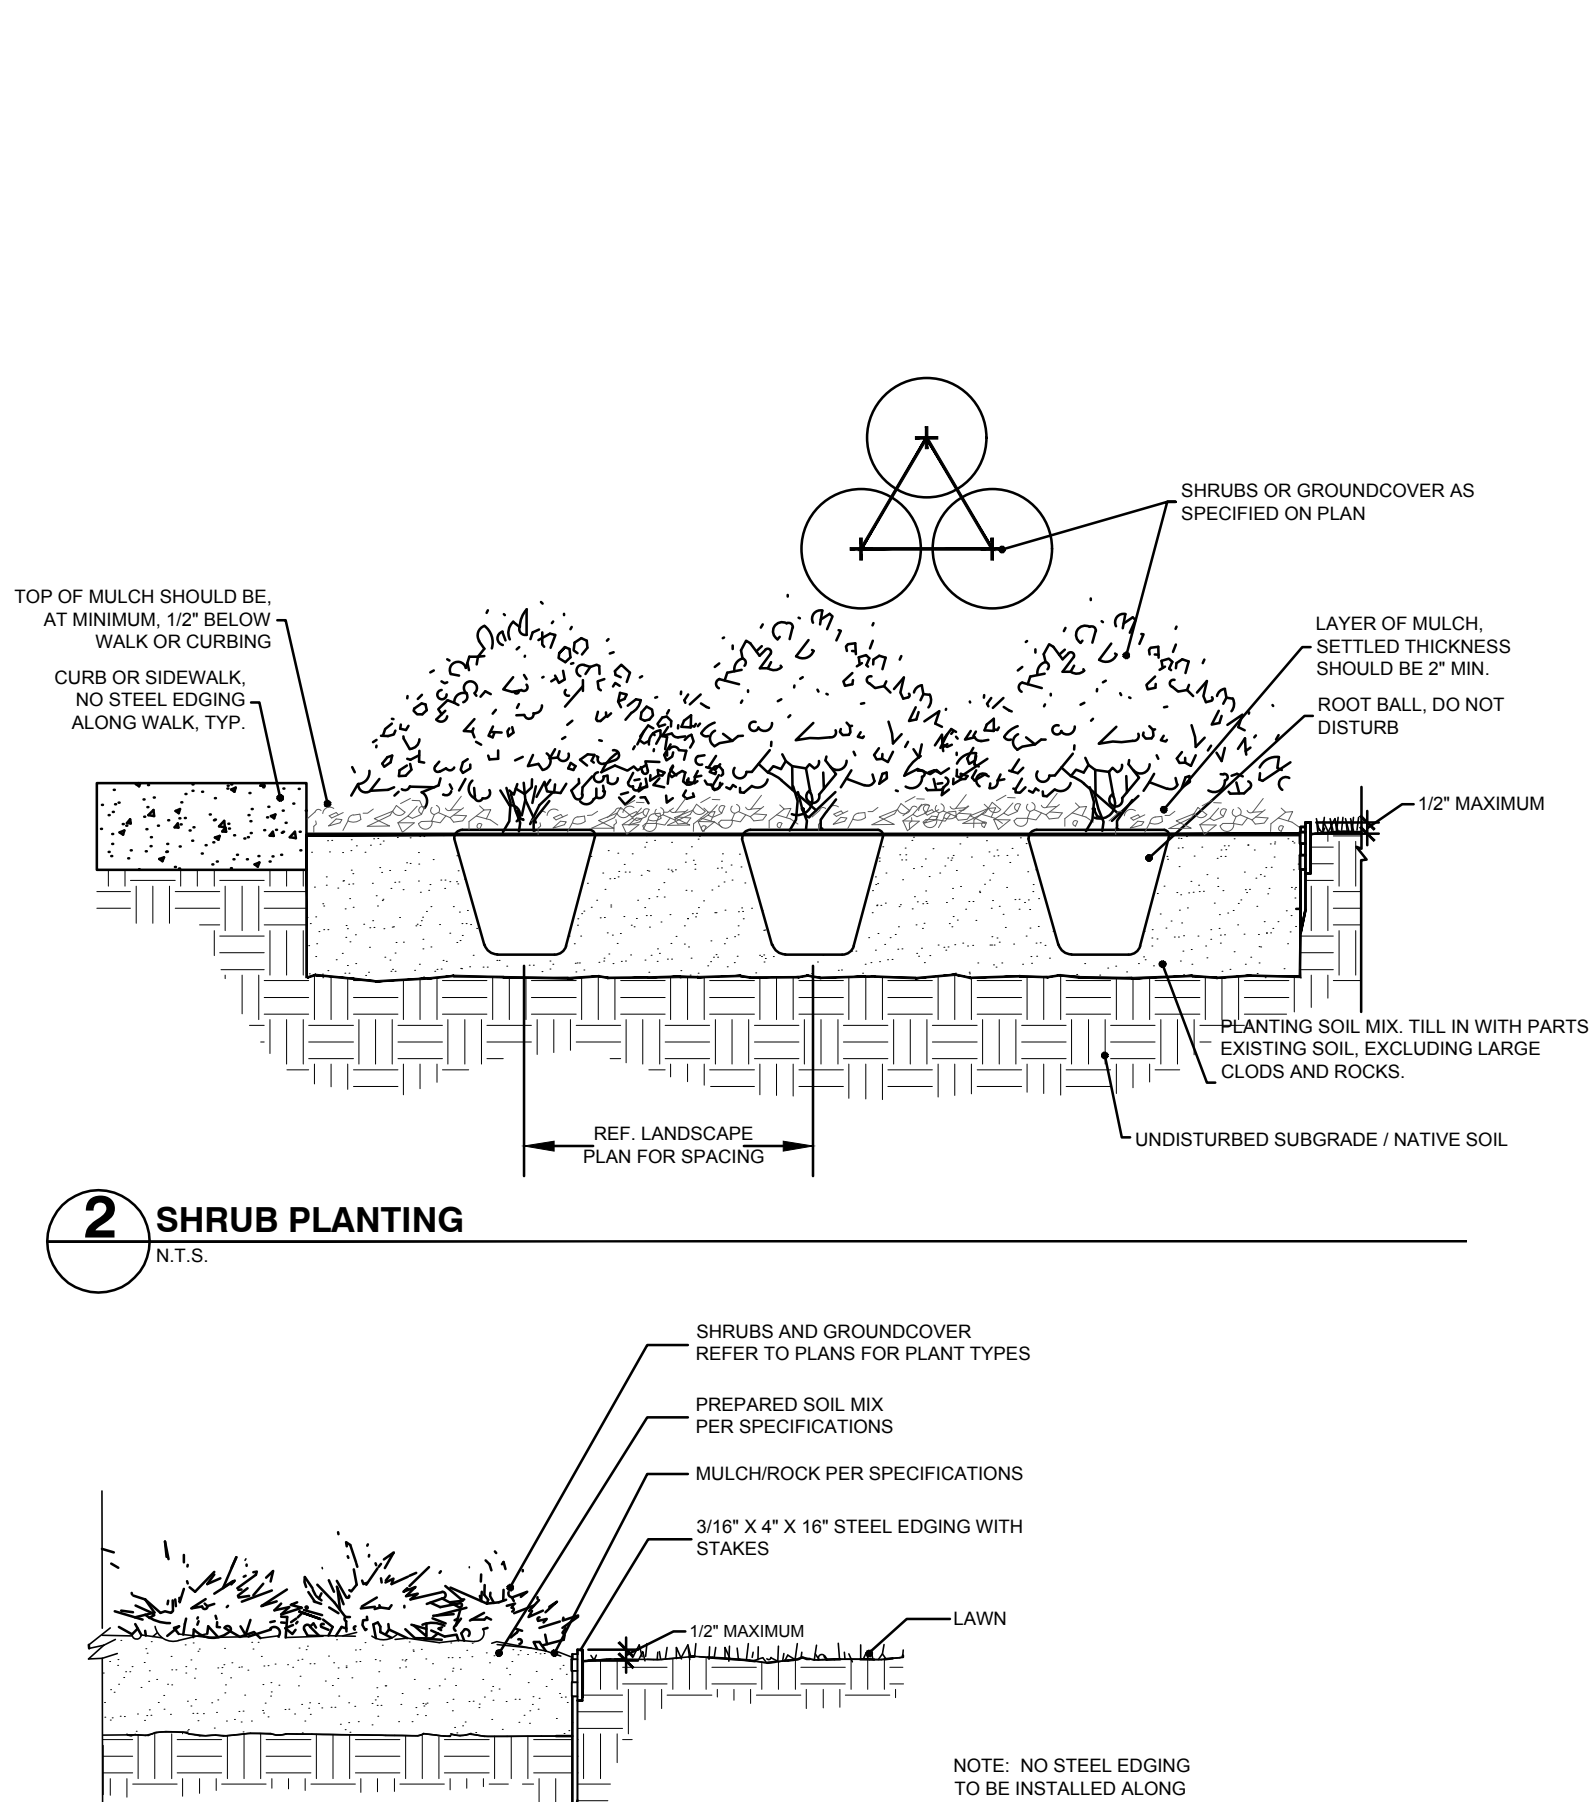 SHRUBS OR GROUNDCOVER AS
SPECIFIED ON PLAN
TOP OF MULCH SHOULD BE,
AT MINIMUM, 1/2" BELOW
WALK OR CURBING
CURB OR SIDEWALK,
NO STEEL EDGING
ALONG WALK, TYP.
LAYER OF MULCH,
SETTLED THICKNESS
SHOULD BE 2" MIN.
ROOT BALL, DO NOT
DISTURB
1/2" MAXIMUM
PLANTING SOIL MIX. TILL IN WITH PARTS
EXISTING SOIL, EXCLUDING LARGE
CLODS AND ROCKS.
REF. LANDSCAPE
PLAN FOR SPACING
UNDISTURBED SUBGRADE / NATIVE SOIL
2 SHRUB PLANTING
N.T.S.
SHRUBS AND GROUNDCOVER
REFER TO PLANS FOR PLANT TYPES
PREPARED SOIL MIX
PER SPECIFICATIONS
MULCH/ROCK PER SPECIFICATIONS
3/16" X 4" X 16" STEEL EDGING WITH
STAKES
LAWN
1/2" MAXIMUM
NOTE: NO STEEL EDGING
TO BE INSTALLED ALONG